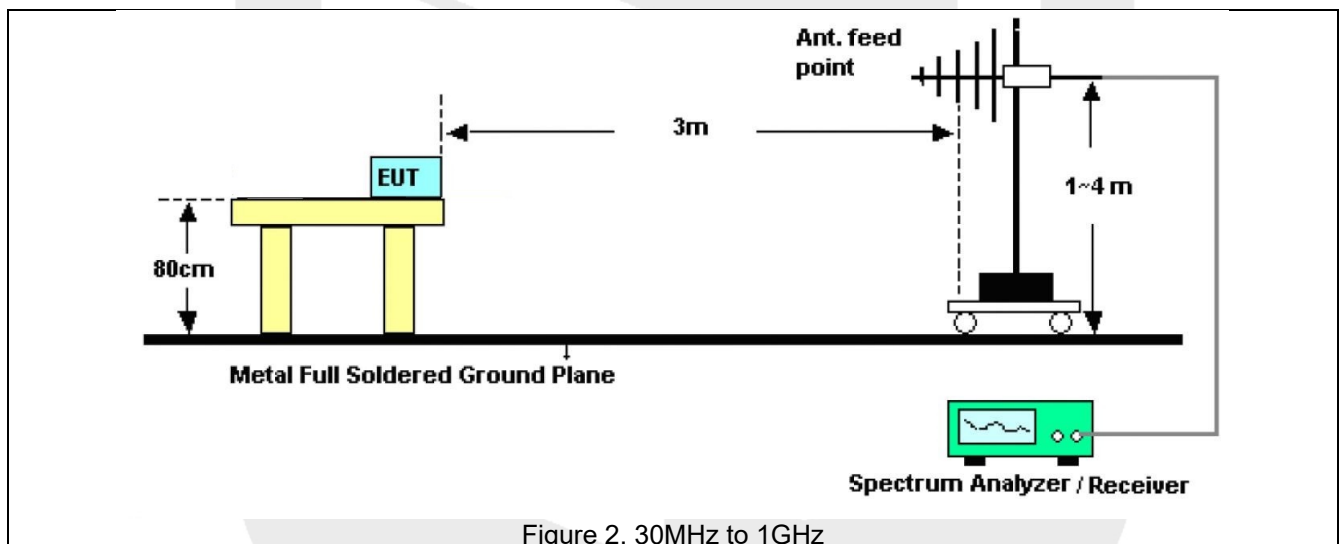 Ant. feed
point
3m
EUT
1~4 m
80cm
Metal Full Soldered Ground Plane
Spectrum Analyzer / Receiver
Figure 2. 30MHz to 1GHz